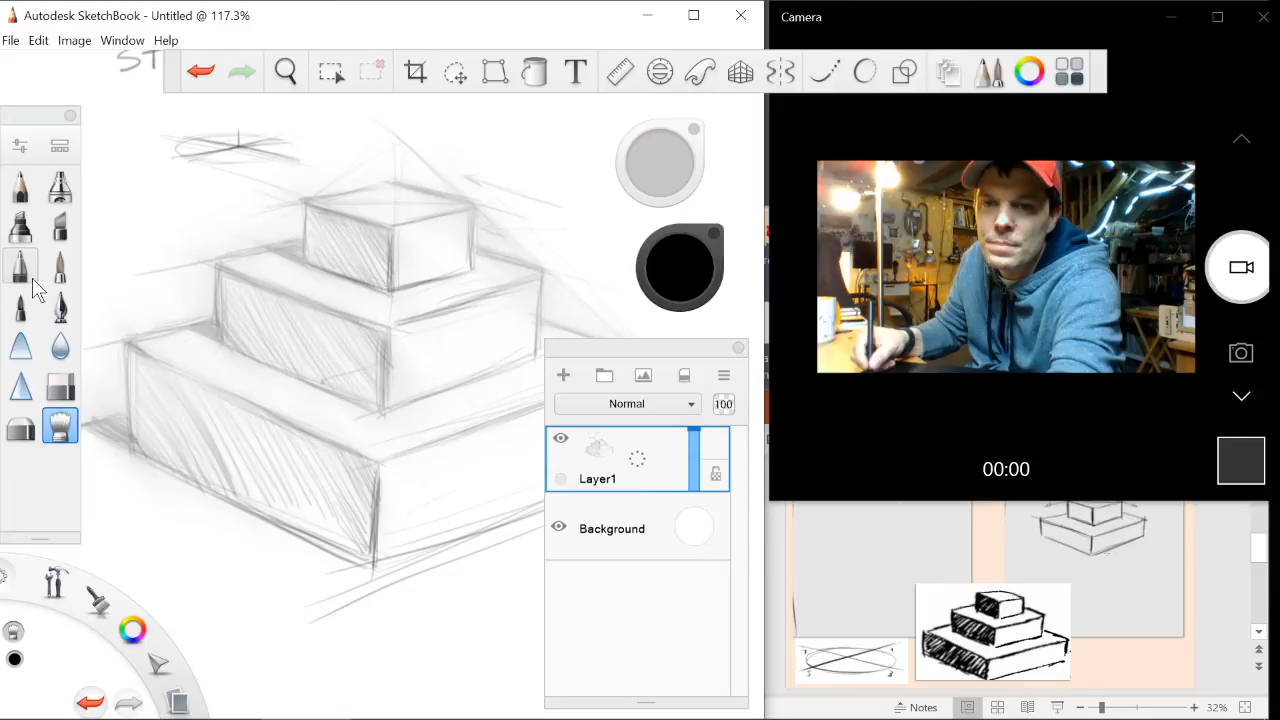 Autodesk SketchBook - Untitled @ 117.3%
File Edit Image Window Help
ST
T
Normal
100
Layer1
Background
Camera
00:00
Notes
32%